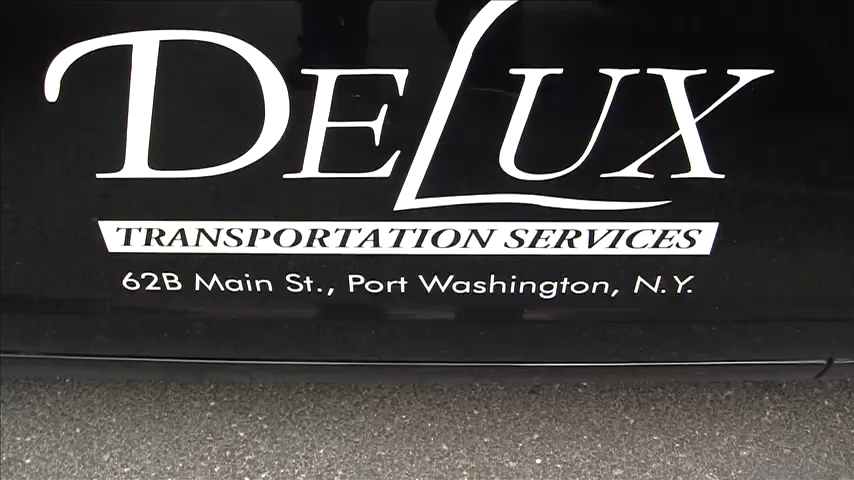 DELUX
TRANSPORTATION SERVICES
62B Main St., Port Washington, N.Y.